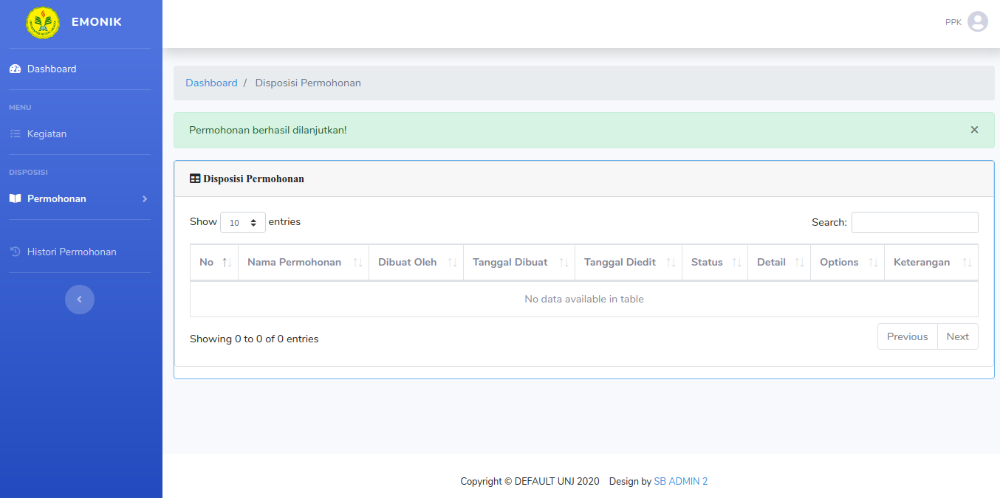 EMONIK
PPK
Dashboard
MENU
Kegiatan
DISPOSISI
Permohonan
Histori Permohonan
Dashboard / Disposisi Permohonan
Permohonan berhasil dilanjutkan! ×
Disposisi Permohonan
Show 10 entries Search:
No Nama Permohonan Dibuat Oleh Tanggal Dibuat Tanggal Diedit Status Detail Options Keterangan
No data available in table
Showing 0 to 0 of 0 entries Previous Next
Copyright © DEFAULT UNJ 2020 Design by SB ADMIN 2